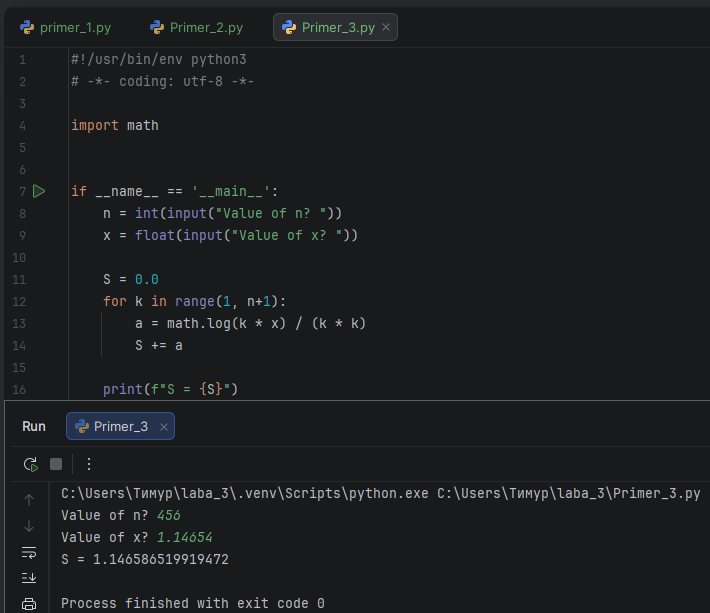 primer_1.py Primer_2.py Primer_3.py
1 #!/usr/bin/env python3
2 # -*- coding: utf-8 -*-
3
4 import math
5
6
7 if __name__ == '__main__':
8     n = int(input("Value of n? "))
9     x = float(input("Value of x? "))
10
11     S = 0.0
12     for k in range(1, n+1):
13         a = math.log(k * x) / (k * k)
14         S += a
15
16     print(f"S = {S}")
Run Primer_3
C:\Users\Тимур\laba_3\.venv\Scripts\python.exe C:\Users\Тимур\laba_3\Primer_3.py
Value of n? 456
Value of x? 1.14654
S = 1.146586519919472
Process finished with exit code 0